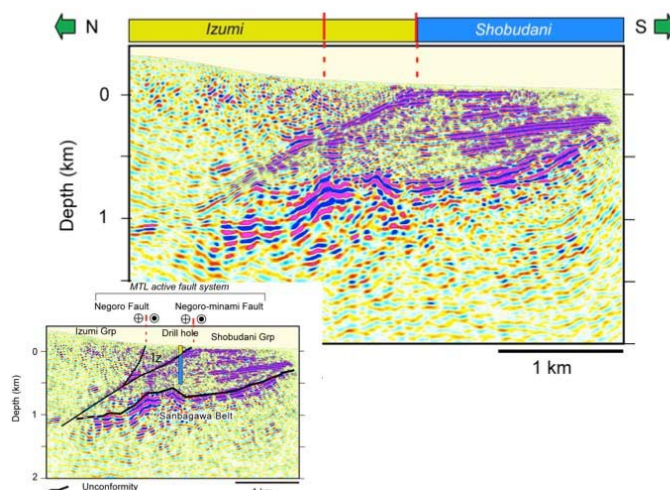 N Izumi Shobudani S
0
Depth (km)
1
1 km
MTL active fault system
Negoro Fault Negoro-minami Fault
Izumi Grp Drill hole Shobudani Grp
0
Iz
Depth (km)
1
Sanbagawa Belt
2
Unconformity